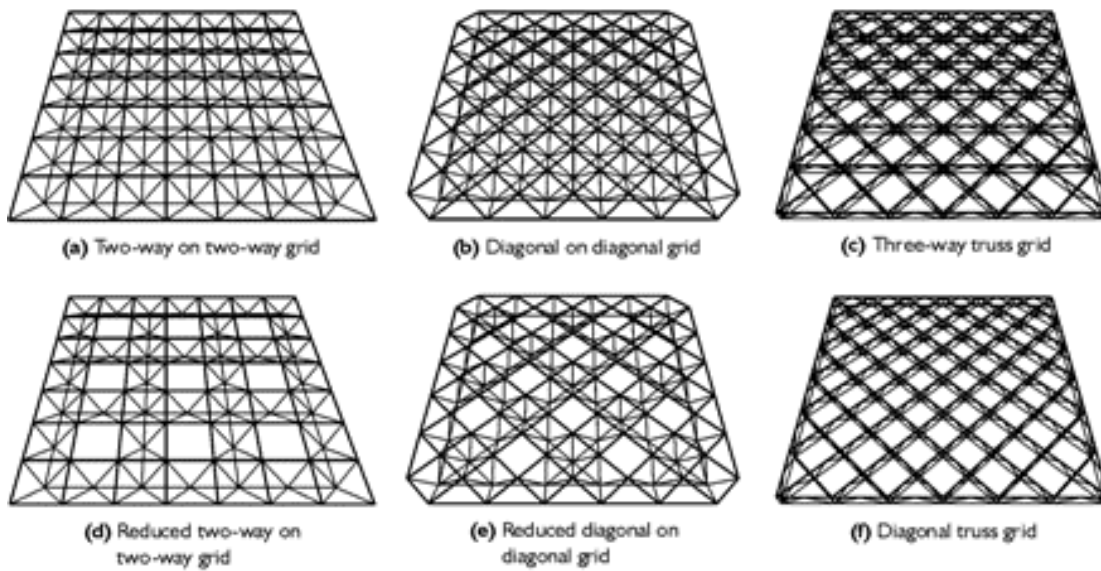 (a) Two-way on two-way grid
(b) Diagonal on diagonal grid
(c) Three-way truss grid
(d) Reduced two-way on
two-way grid
(e) Reduced diagonal on
diagonal grid
(f) Diagonal truss grid